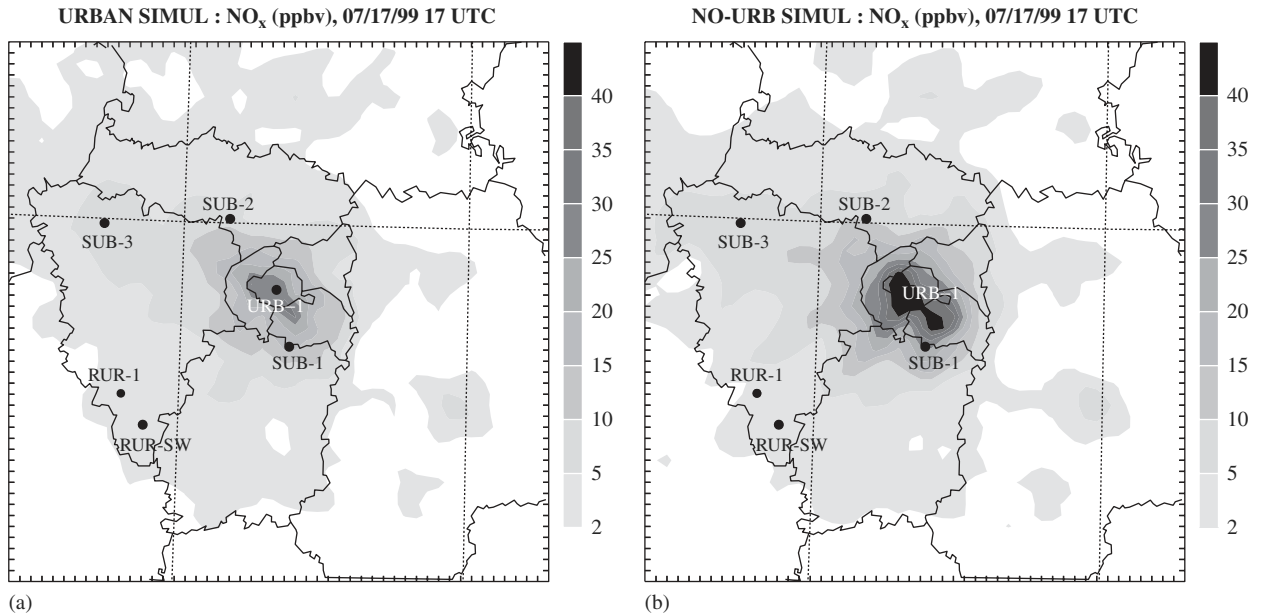 URBAN SIMUL : NOx (ppbv), 07/17/99 17 UTC
SUB-2
SUB-3
URB-1
SUB-1
RUR-1
RUR-SW
40
35
30
25
20
15
10
5
2
(a)
NO-URB SIMUL : NOx (ppbv), 07/17/99 17 UTC
SUB-2
SUB-3
URB-1
SUB-1
RUR-1
RUR-SW
40
35
30
25
20
15
10
5
2
(b)